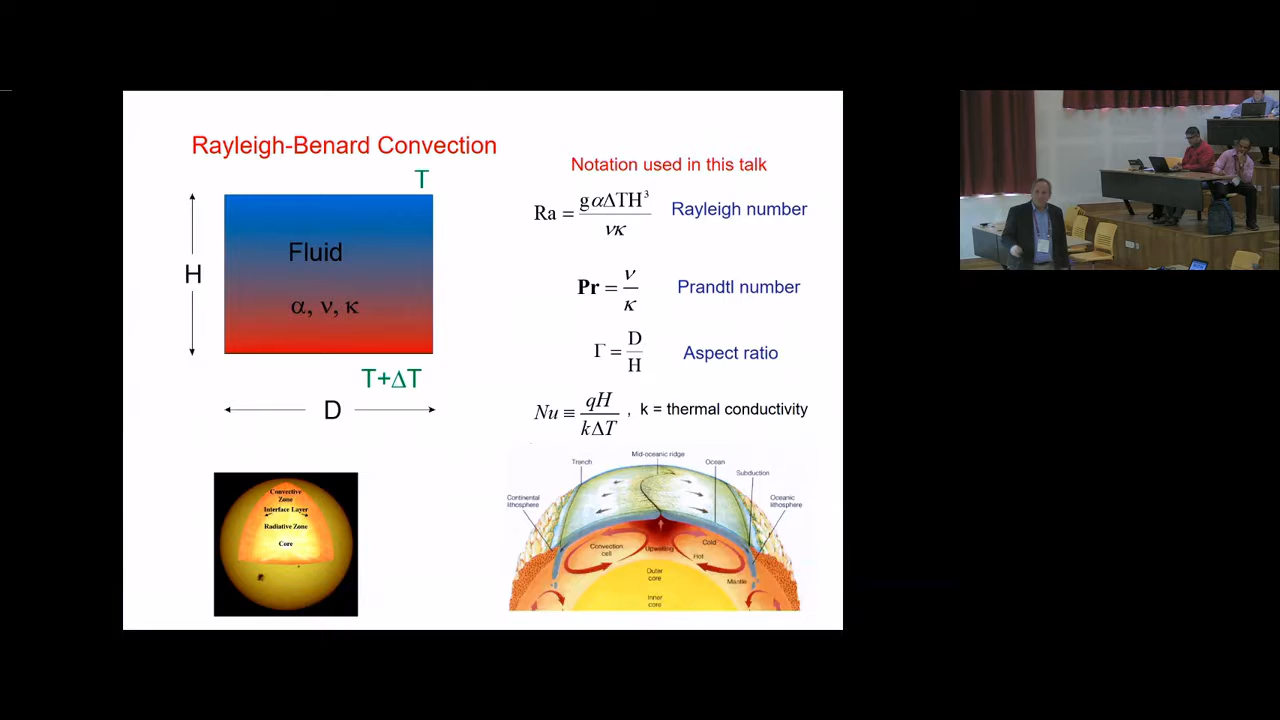 Rayleigh-Benard Convection
T
H
Fluid
α, ν, κ
T+ΔT
D
Notation used in this talk
Ra = gαΔTH³ / νκ
Rayleigh number
Pr = ν / κ
Prandtl number
Γ = D / H
Aspect ratio
Nu ≡ qH / kΔT , k = thermal conductivity
Convective
Zone
Interface Layer
Radiative Zone
Core
Mid-oceanic ridge
Trench
Ocean
Subduction
Continental
lithosphere
Oceanic
lithosphere
Convection
cell
Upwelling
Cold
Hot
Outer
core
Mantle
Inner
core